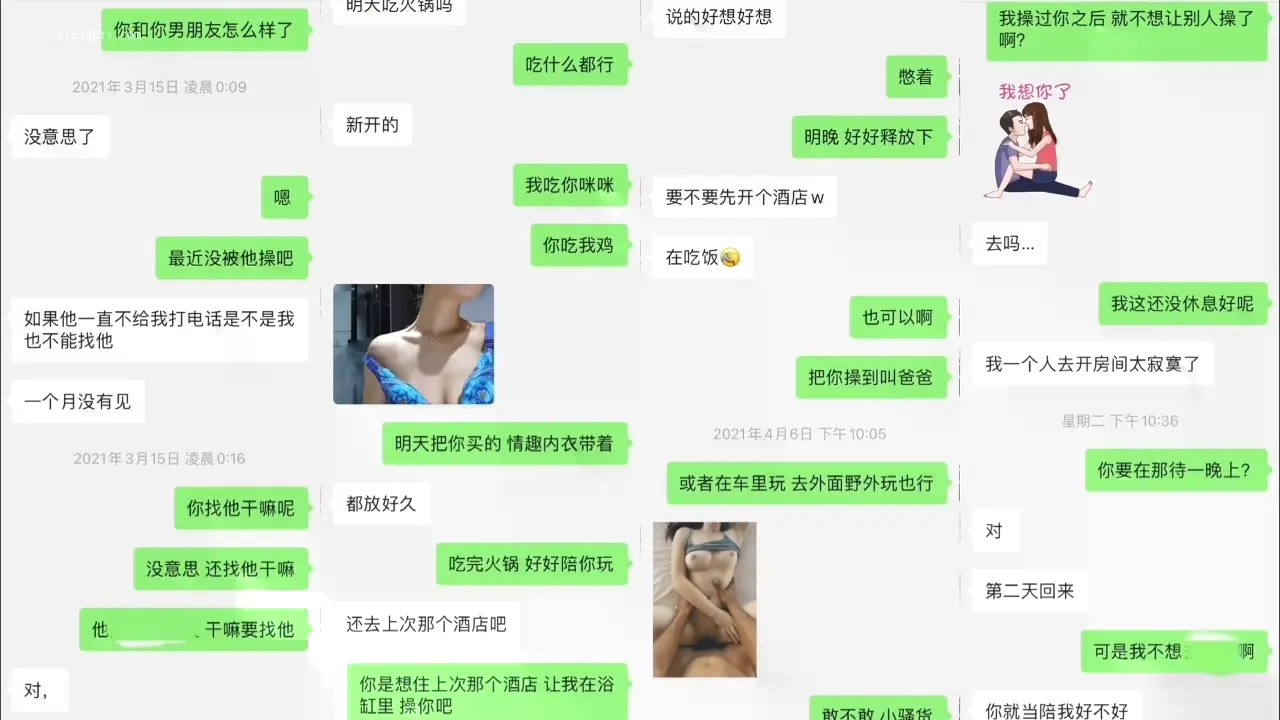 你和你男朋友怎么样了
2021年3月15日 凌晨 0:09
没意思了
嗯
最近没被他操吧
如果他一直不给我打电话是不是我
也不能找他
一个月没有见
2021年3月15日 凌晨 0:16
你找他干嘛呢
没意思 还找他干嘛
他
干嘛要找他
对,
明天吃火锅吗
吃什么都行
新开的
我吃你咪咪
你吃我鸡
明天把你买的 情趣内衣带着
都放好久
吃完火锅 好好陪你玩
还去上次那个酒店吧
你是想住上次那个酒店 让我在浴
缸里 操你吧
说的好想好想
憋着
明晚 好好释放下
要不要先开个酒店w
在吃饭
也可以啊
把你操到叫爸爸
2021年4月6日 下午 10:05
或者在车里玩 去外面野外玩也行
敢不敢 小骚货
我操过你之后 就不想让别人操了
啊?
我想你了
去吗...
我这还没休息好呢
我一个人去开房间太寂寞了
星期二 下午 10:36
你要在那待一晚上?
对
第二天回来
可是我不想
啊
你就当陪我好不好